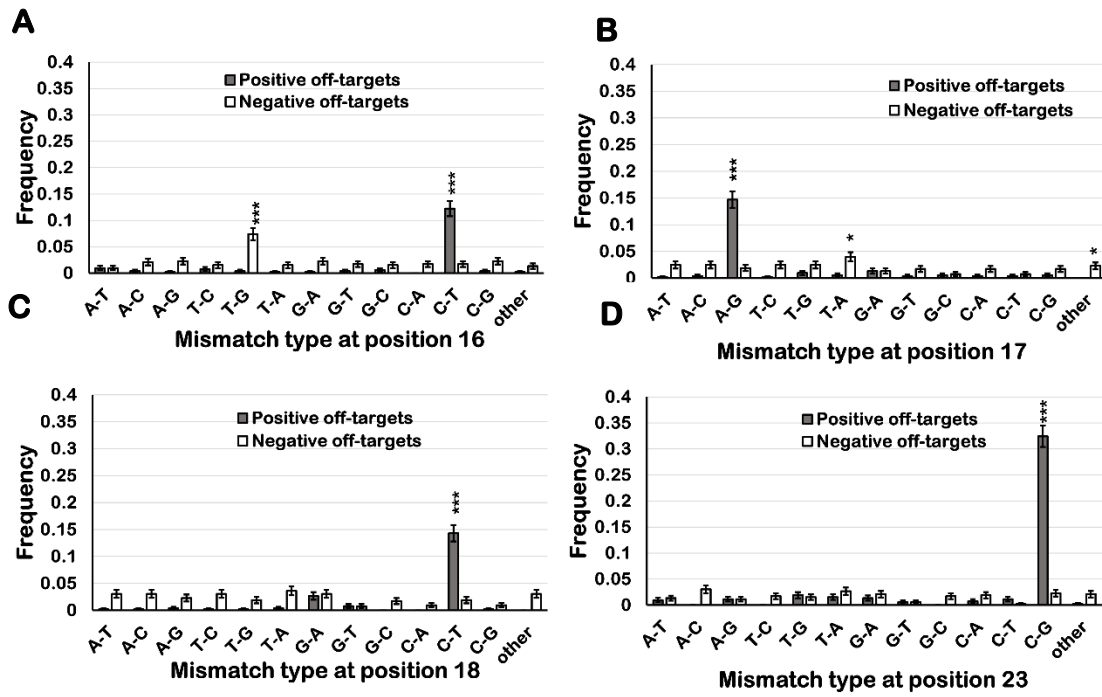 A
0.4
0.35
0.3
0.25
0.2
0.15
0.1
0.05
0
Frequency
Positive off-targets
Negative off-targets
***
***
A-T A-C A-G T-C T-G T-A G-A G-T G-C C-A C-T C-G other
Mismatch type at position 16
B
0.4
0.35
0.3
0.25
0.2
0.15
0.1
0.05
0
Frequency
Positive off-targets
Negative off-targets
***
*
*
A-T A-C A-G T-C T-G T-A G-A G-T G-C C-A C-T C-G other
Mismatch type at position 17
C
0.4
0.35
0.3
0.25
0.2
0.15
0.1
0.05
0
Frequency
Positive off-targets
Negative off-targets
***
A-T A-C A-G T-C T-G T-A G-A G-T G-C C-A C-T C-G other
Mismatch type at position 18
D
0.4
0.35
0.3
0.25
0.2
0.15
0.1
0.05
0
Frequency
Positive off-targets
Negative off-targets
***
A-T A-C A-G T-C T-G T-A G-A G-T G-C C-A C-T C-G other
Mismatch type at position 23